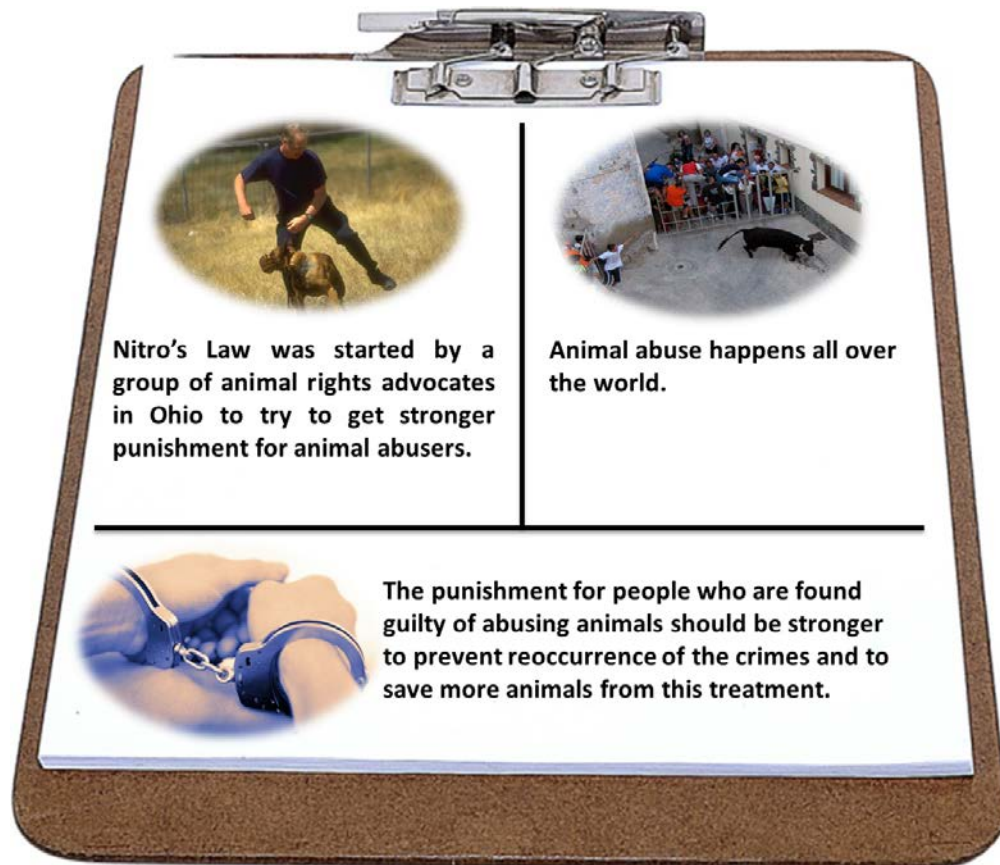 Nitro's Law was started by a
group of animal rights advocates
in Ohio to try to get stronger
punishment for animal abusers.
Animal abuse happens all over
the world.
The punishment for people who are found
guilty of abusing animals should be stronger
to prevent reoccurrence of the crimes and to
save more animals from this treatment.